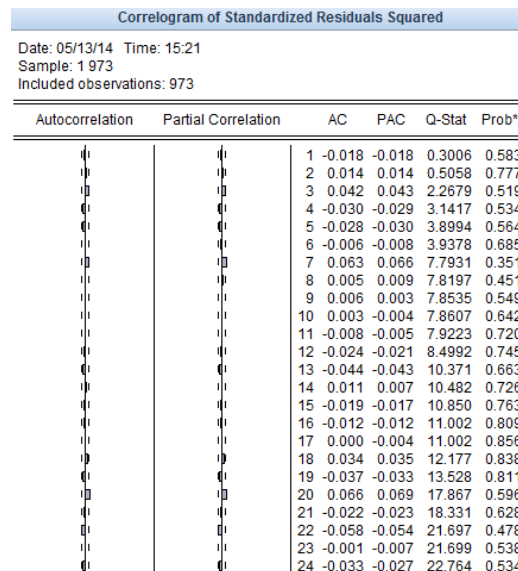 Correlogram of Standardized Residuals Squared
Date: 05/13/14 Time: 15:21
Sample: 1 973
Included observations: 973
Autocorrelation Partial Correlation AC PAC Q-Stat Prob*
1 -0.018 -0.018 0.3006 0.583
2 0.014 0.014 0.5058 0.777
3 0.042 0.043 2.2679 0.519
4 -0.030 -0.029 3.1417 0.534
5 -0.028 -0.030 3.8994 0.564
6 -0.006 -0.008 3.9378 0.685
7 0.063 0.066 7.7931 0.351
8 0.005 0.009 7.8197 0.451
9 0.006 0.003 7.8535 0.549
10 0.003 -0.004 7.8607 0.642
11 -0.008 -0.005 7.9223 0.720
12 -0.024 -0.021 8.4992 0.745
13 -0.044 -0.043 10.371 0.663
14 0.011 0.007 10.482 0.726
15 -0.019 -0.017 10.850 0.763
16 -0.012 -0.012 11.002 0.809
17 0.000 -0.004 11.002 0.856
18 0.034 0.035 12.177 0.838
19 -0.037 -0.033 13.528 0.811
20 0.066 0.069 17.867 0.596
21 -0.022 -0.023 18.331 0.628
22 -0.058 -0.054 21.697 0.478
23 -0.001 -0.007 21.699 0.538
24 -0.033 -0.027 22.764 0.534